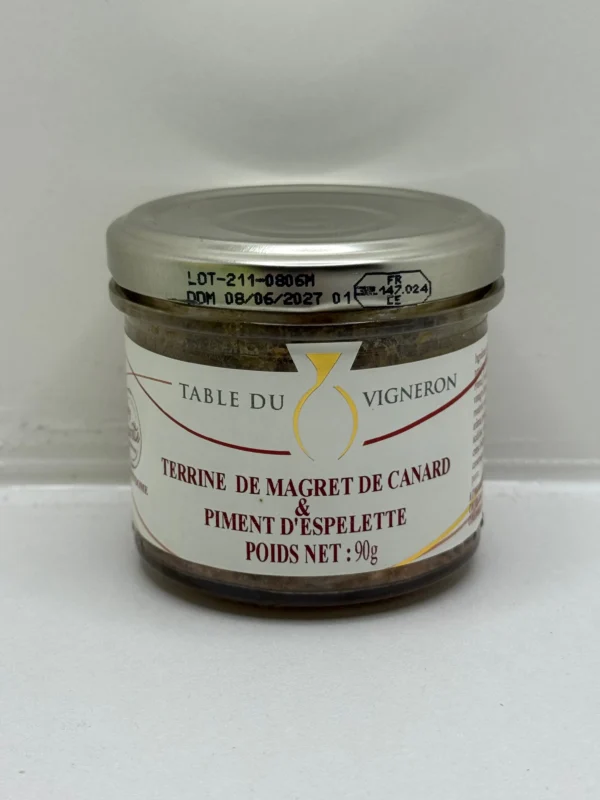 LOT-211-0806M
DDM 08/06/2027 01
FR
147.024
CE
TABLE DU VIGNERON
TERRINE DE MAGRET DE CANARD
&
PIMENT D'ESPELETTE
POIDS NET : 90g